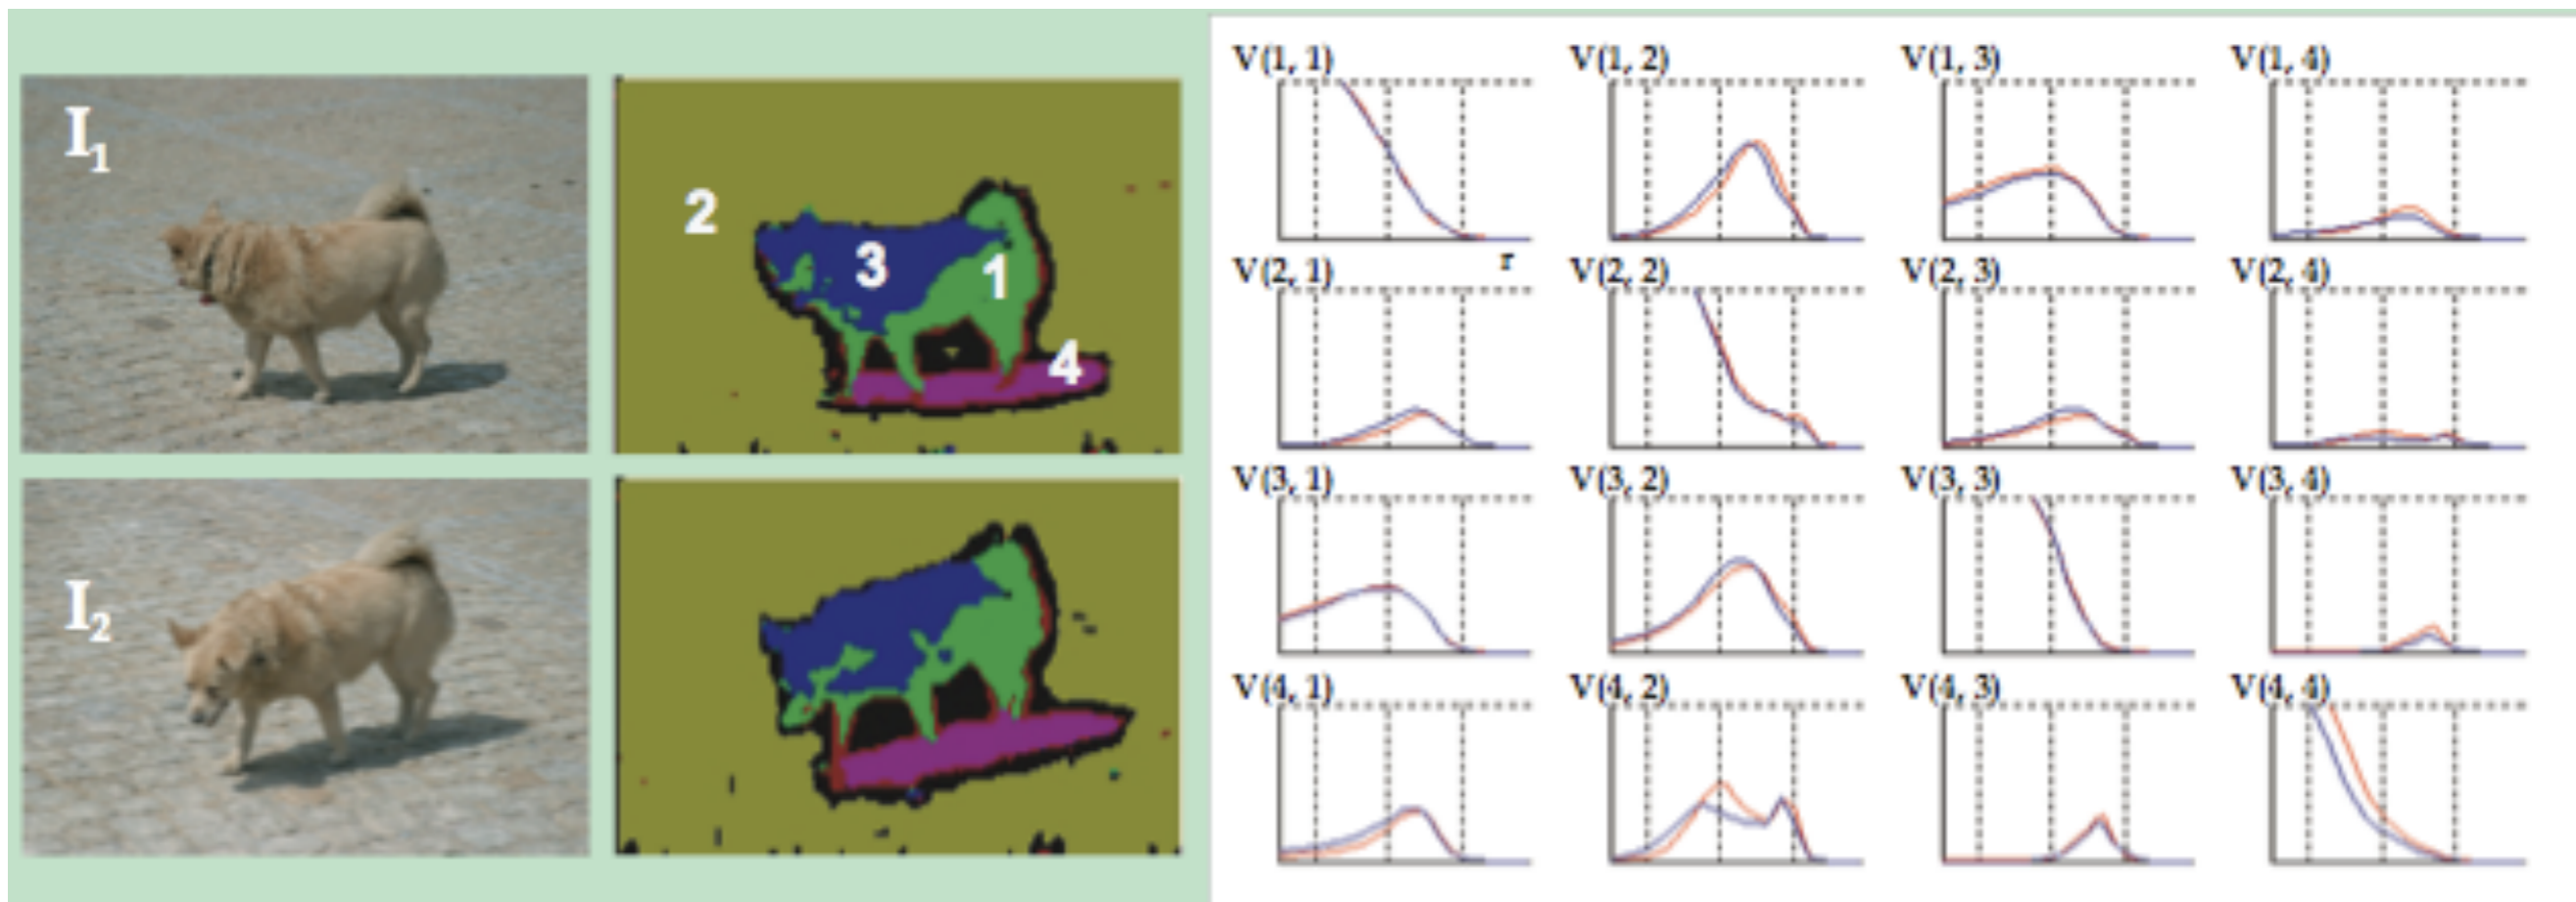 I1
2
3
1
4
I2
V(1, 1)
V(1, 2)
V(1, 3)
V(1, 4)
r
V(2, 1)
V(2, 2)
V(2, 3)
V(2, 4)
V(3, 1)
V(3, 2)
V(3, 3)
V(3, 4)
V(4, 1)
V(4, 2)
V(4, 3)
V(4, 4)